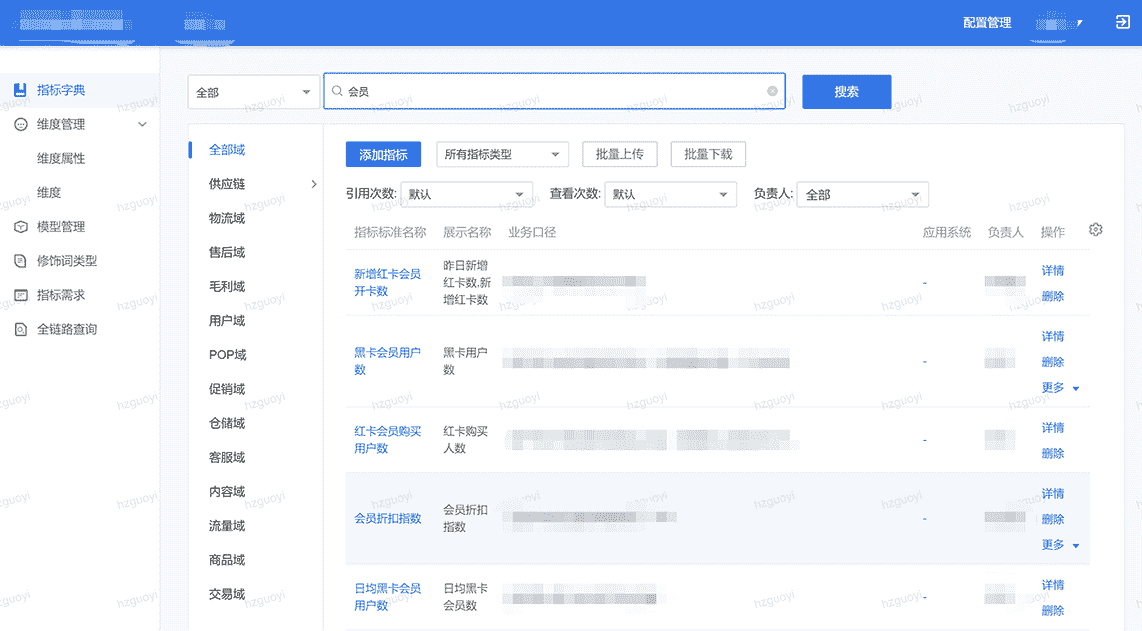 配置管理
指标字典
维度管理
维度属性
维度
模型管理
修饰词类型
指标需求
全链路查询
全部
会员
搜索
全部域
供应链
物流域
售后域
毛利域
用户域
POP域
促销域
仓储域
客服域
内容域
流量域
商品域
交易域
添加指标
所有指标类型
批量上传
批量下载
引用次数:
默认
查看次数:
默认
负责人:
全部
指标标准名称
展示名称
业务口径
应用系统
负责人
操作
新增红卡会员
开卡数
昨日新增
红卡数,新
增红卡数
-
详情
删除
黑卡会员用户
数
黑卡用户
数
-
详情
删除
更多
红卡会员购买
用户数
红卡购买
人数
-
详情
删除
会员折扣指数
会员折扣
指数
-
详情
删除
更多
日均黑卡会员
用户数
日均黑卡
会员数
-
详情
删除
hzguoyi